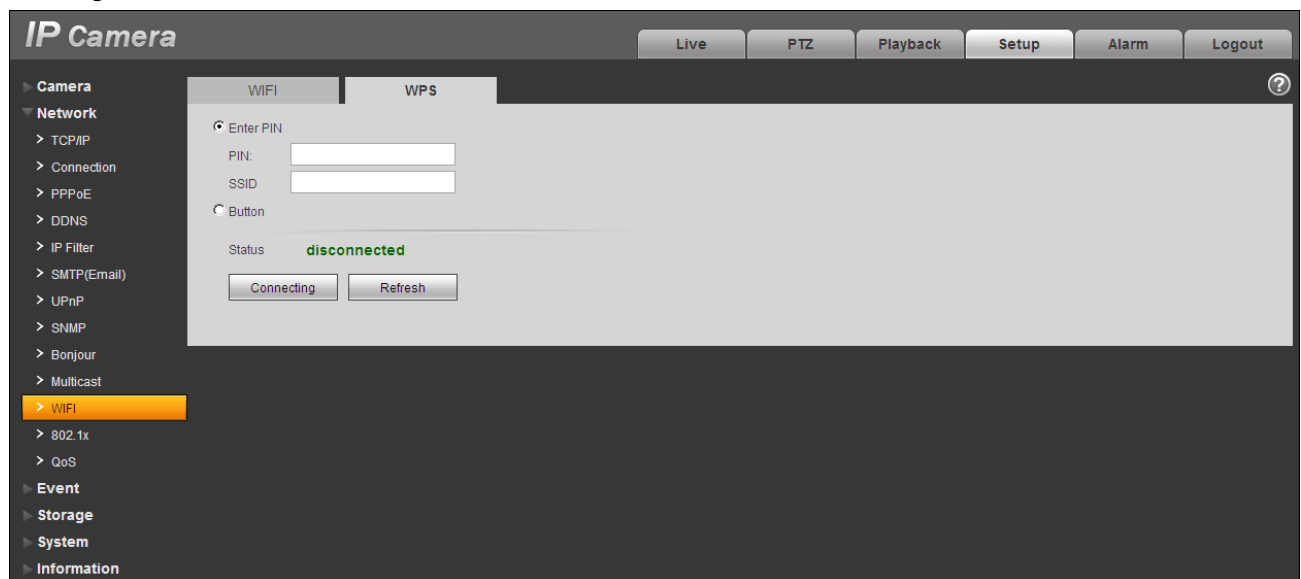 IP Camera
Live PTZ Playback Setup Alarm Logout
Camera
Network
> TCP/IP
> Connection
> PPPoE
> DDNS
> IP Filter
> SMTP(Email)
> UPnP
> SNMP
> Bonjour
> Multicast
> WIFI
> 802.1x
> QoS
Event
Storage
System
Information
WIFI WPS
?
Enter PIN
PIN:
SSID
Button
Status disconnected
Connecting Refresh